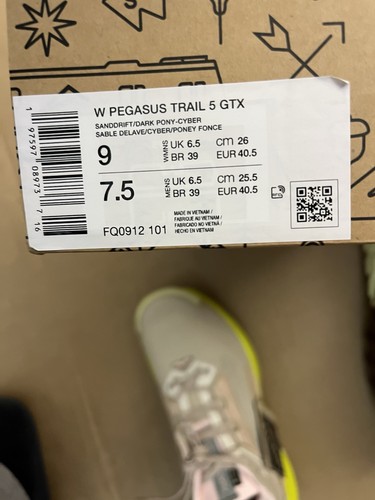 W PEGASUS TRAIL 5 GTX
SANDDRIFT/DARK PONY-CYBER
SABLE DELAVE/CYBER/PONEY FONCE
9 WMNS UK 6.5 cm 26
BR 39 EUR 40.5
7.5 MENS UK 6.5 cm 25.5
BR 39 EUR 40.5
MADE IN VIETNAM /
FABRIQUE AU VIETNAM /
FABRICADO NO VIETNÃ /
HECHO EN VIETNAM
FQ0912 101
1 97597 08973 7 16